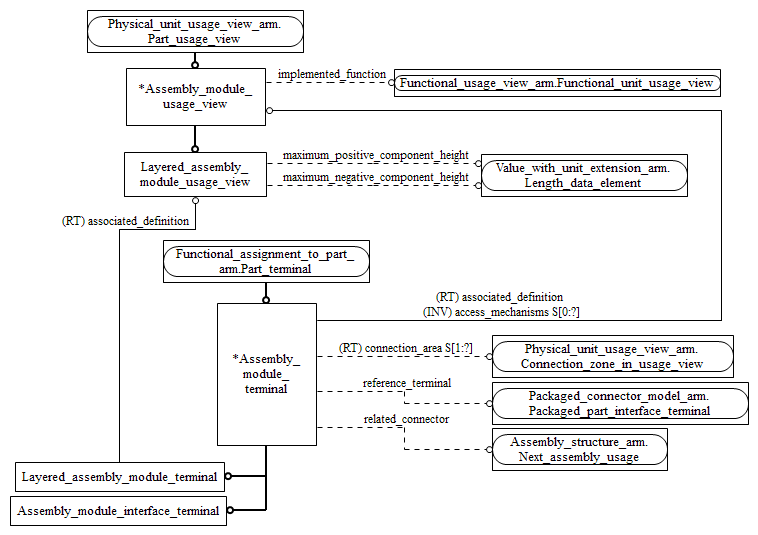 Physical_unit_usage_view_arm.
Part_usage_view
implemented_function
*Assembly_module_
usage_view
Functional_usage_view_arm.Functional_unit_usage_view
maximum_positive_component_height
Layered_assembly_
module_usage_view
Value_with_unit_extension_arm.
Length_data_element
maximum_negative_component_height
(RT) associated_definition
Functional_assignment_to_part_
arm.Part_terminal
(RT) associated_definition
(INV) access_mechanisms S[0:?]
(RT) connection_area S[1:?]
Physical_unit_usage_view_arm.
Connection_zone_in_usage_view
*Assembly_
module_
terminal
reference_terminal
Packaged_connector_model_arm.
Packaged_part_interface_terminal
related_connector
Assembly_structure_arm.
Next_assembly_usage
Layered_assembly_module_terminal
Assembly_module_interface_terminal